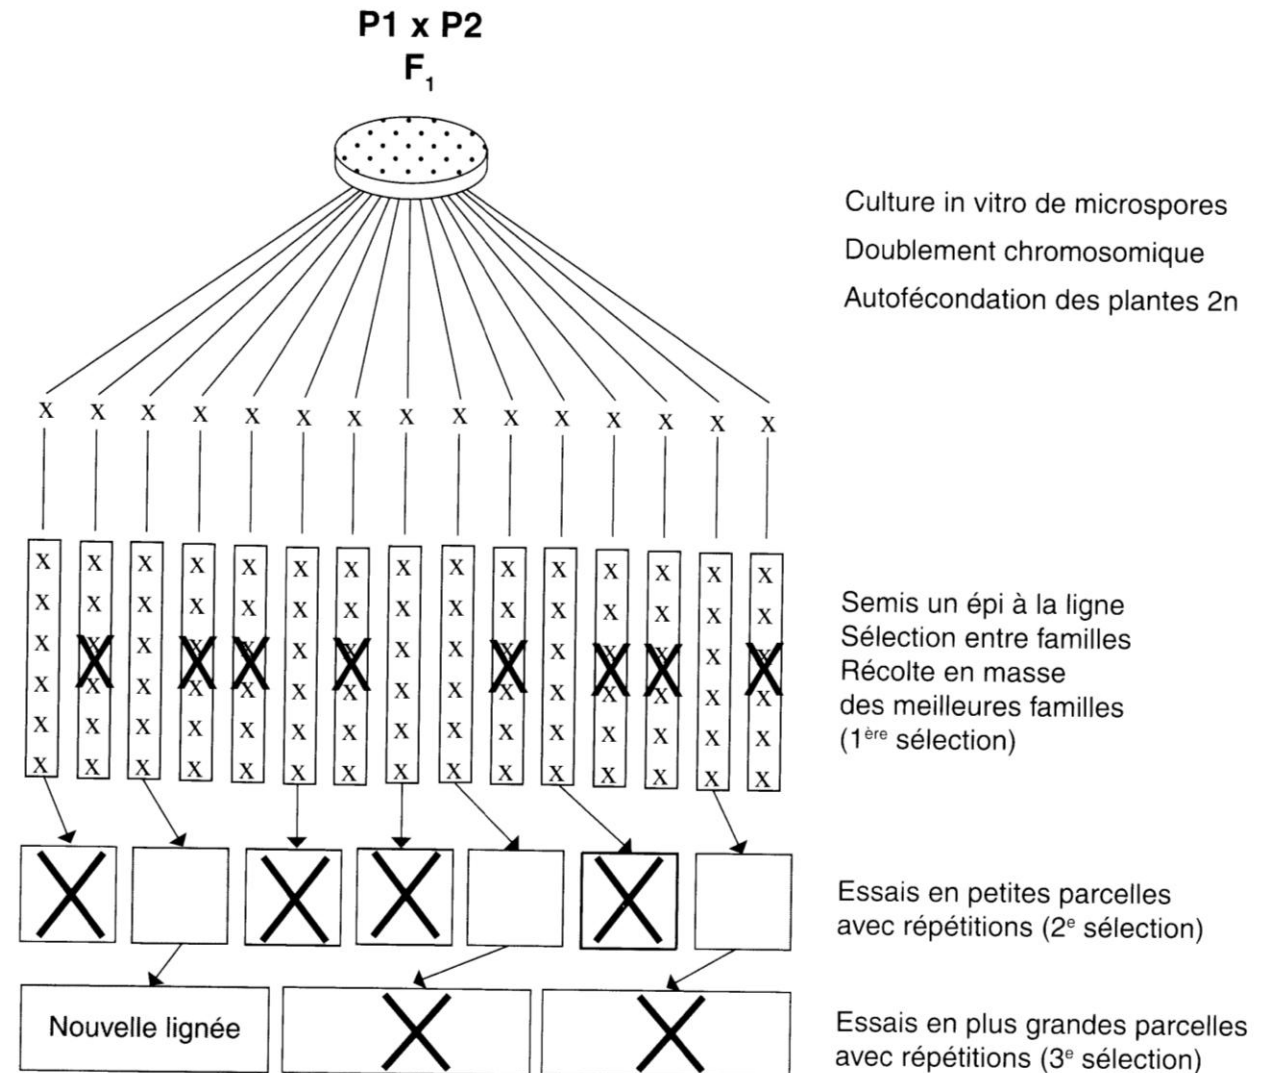 P1 x P2
F₁
Culture in vitro de microspores
Doublement chromosomique
Autofécondation des plantes 2n
X X X X X X X X X X X X X X X
X X X X X X X X X X X X X X X
X X X X X X X X X X X X X X X
X X X X X X X X X X X X X X X
X X X X X X X X X X X X X X X
X X X X X X X X X X X X X X X
X X X X X X X X X X X X X X X
Semis un épi à la ligne
Sélection entre familles
Récolte en masse
des meilleures familles
(1ère sélection)
Essais en petites parcelles
avec répétitions (2e sélection)
Nouvelle lignée
Essais en plus grandes parcelles
avec répétitions (3e sélection)